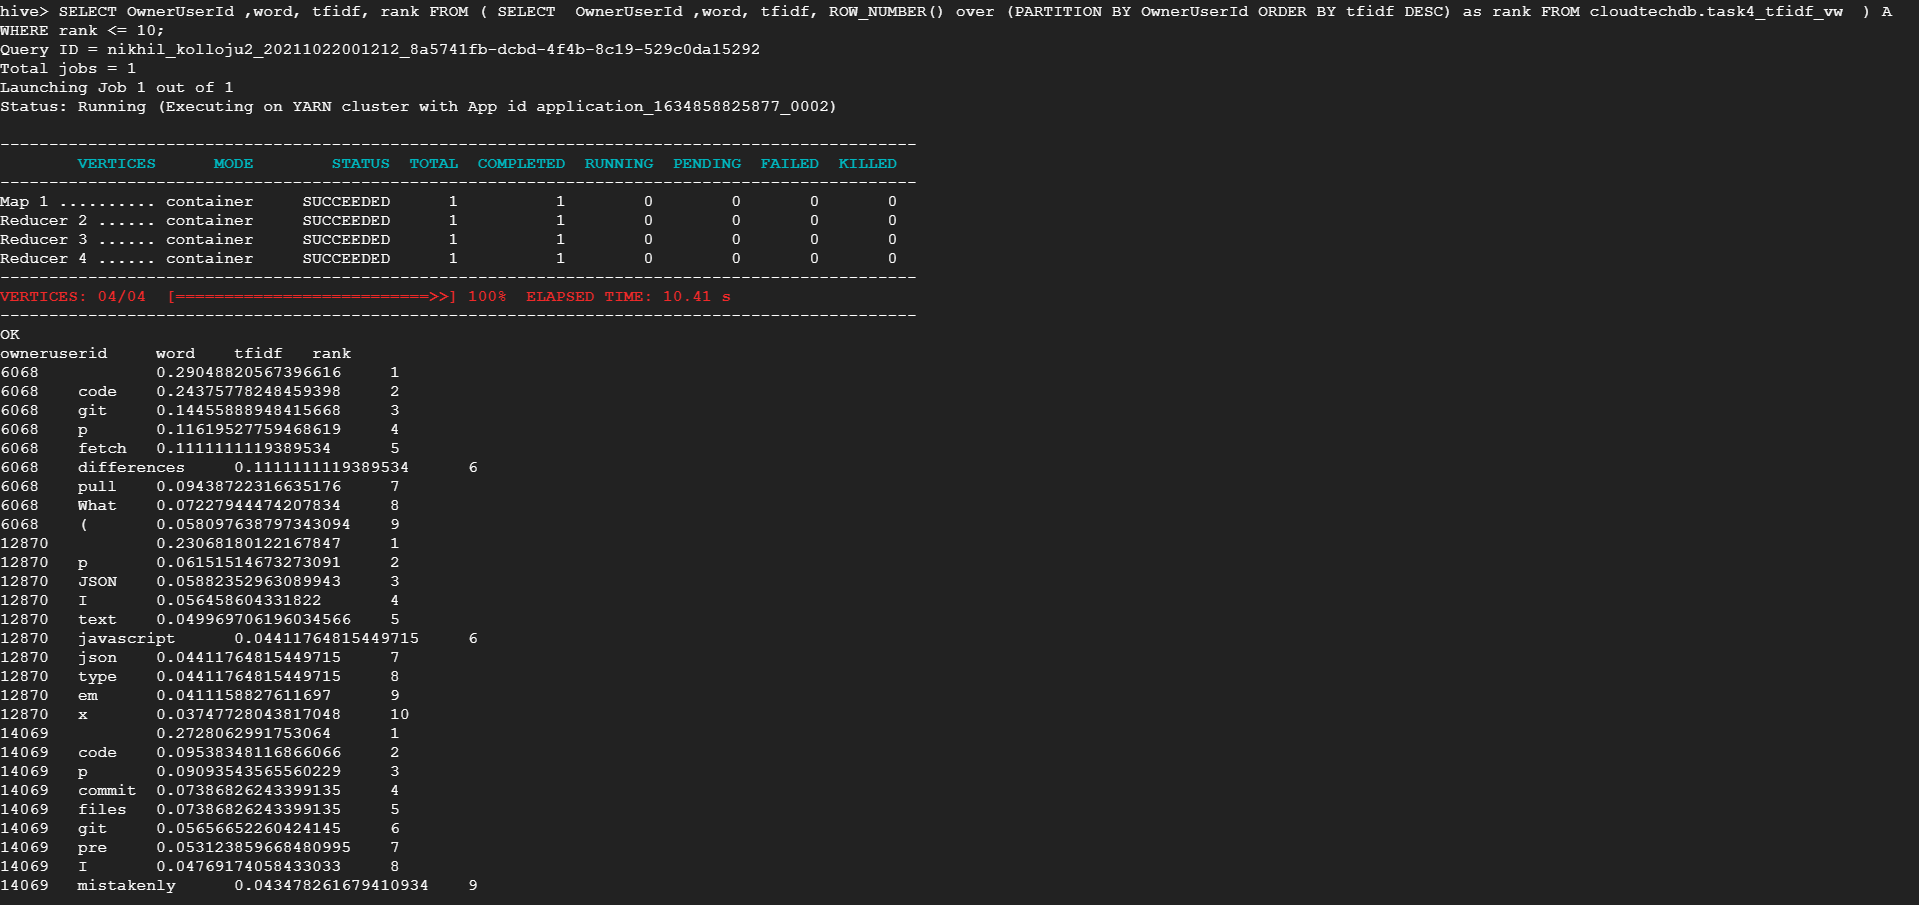 hive> SELECT OwnerUserId ,word, tfidf, rank FROM ( SELECT  OwnerUserId ,word, tfidf, ROW_NUMBER() over (PARTITION BY OwnerUserId ORDER BY tfidf DESC) as rank FROM cloudtechdb.task4_tfidf_vw  ) A
WHERE rank <= 10;
Query ID = nikhil_kolloju2_20211022001212_8a5741fb-dcbd-4f4b-8c19-529c0da15292
Total jobs = 1
Launching Job 1 out of 1
Status: Running (Executing on YARN cluster with App id application_1634858825877_0002)
----------------------------------------------------------------------------------------------
        VERTICES      MODE        STATUS  TOTAL  COMPLETED  RUNNING  PENDING  FAILED  KILLED
----------------------------------------------------------------------------------------------
Map 1 .......... container     SUCCEEDED      1          1        0        0       0       0
Reducer 2 ...... container     SUCCEEDED      1          1        0        0       0       0
Reducer 3 ...... container     SUCCEEDED      1          1        0        0       0       0
Reducer 4 ...... container     SUCCEEDED      1          1        0        0       0       0
----------------------------------------------------------------------------------------------
VERTICES: 04/04  [==========================>>] 100%  ELAPSED TIME: 10.41 s
----------------------------------------------------------------------------------------------
OK
owneruserid     word    tfidf   rank
6068            0.29048820567396616     1
6068    code    0.24375778248459398     2
6068    git     0.14455888948415668     3
6068    p       0.11619527759468619     4
6068    fetch   0.1111111119389534      5
6068    differences     0.1111111119389534      6
6068    pull    0.09438722316635176     7
6068    What    0.07227944474207834     8
6068    (       0.058097638797343094    9
12870           0.23068180122167847     1
12870   p       0.06151514673273091     2
12870   JSON    0.05882352963089943     3
12870   I       0.056458604331822       4
12870   text    0.049969706196034566    5
12870   javascript      0.04411764815449715     6
12870   json    0.04411764815449715     7
12870   type    0.04411764815449715     8
12870   em      0.0411158827611697      9
12870   x       0.03747728043817048     10
14069           0.2728062991753064      1
14069   code    0.09538348116866066     2
14069   p       0.09093543565560229     3
14069   commit  0.07386826243399135     4
14069   files   0.07386826243399135     5
14069   git     0.05656652260424145     6
14069   pre     0.053123859668480995    7
14069   I       0.04769174058433033     8
14069   mistakenly      0.043478261679410934    9